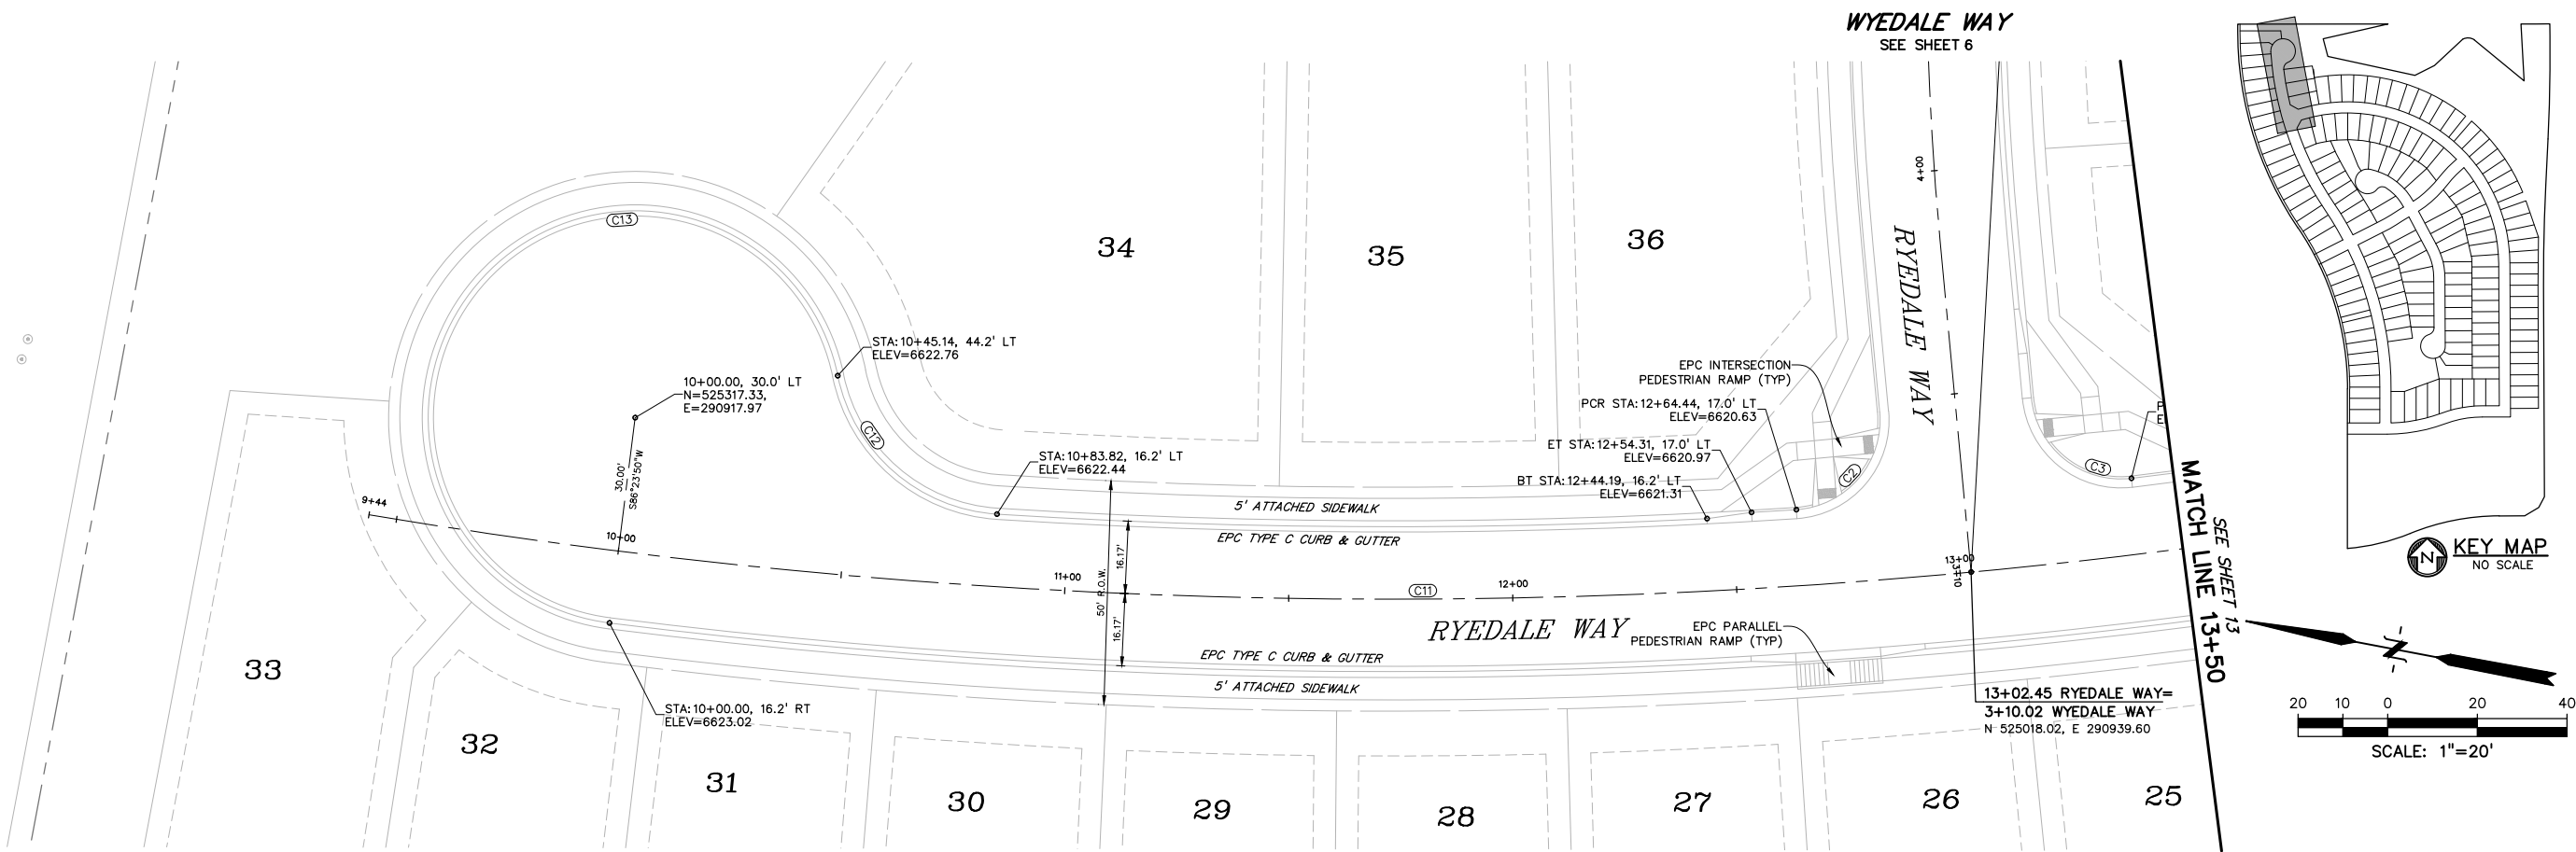 WYEDALE WAY
SEE SHEET 6
C13
34
35
36
4+00
RYEDALE WAY
STA: 10+45.14, 44.2' LT
ELEV=6622.76
10+00.00, 30.0' LT
N=525317.33,
E=290917.97
EPC INTERSECTION
PEDESTRIAN RAMP (TYP)
PCR STA: 12+64.44, 17.0' LT
ELEV=6620.63
C12
ET STA: 12+54.31, 17.0' LT
ELEV=6620.97
STA: 10+83.82, 16.2' LT
ELEV=6622.44
BT STA: 12+44.19, 16.2' LT
ELEV=6621.31
C2
C3
P
E
30.00'
S86°23'50"W
9+44
10+00
5' ATTACHED SIDEWALK
EPC TYPE C CURB & GUTTER
16.17'
11+00
50' R.O.W.
C11
12+00
13+00
3+10
16.17'
RYEDALE WAY
EPC PARALLEL
PEDESTRIAN RAMP (TYP)
EPC TYPE C CURB & GUTTER
5' ATTACHED SIDEWALK
STA: 10+00.00, 16.2' RT
ELEV=6623.02
13+02.45 RYEDALE WAY=
3+10.02 WYEDALE WAY
N 525018.02, E 290939.60
33
32
31
30
29
28
27
26
25
MATCH LINE 13+50
SEE SHEET 13
N
KEY MAP
NO SCALE
N
20 10 0 20 40
SCALE: 1"=20'